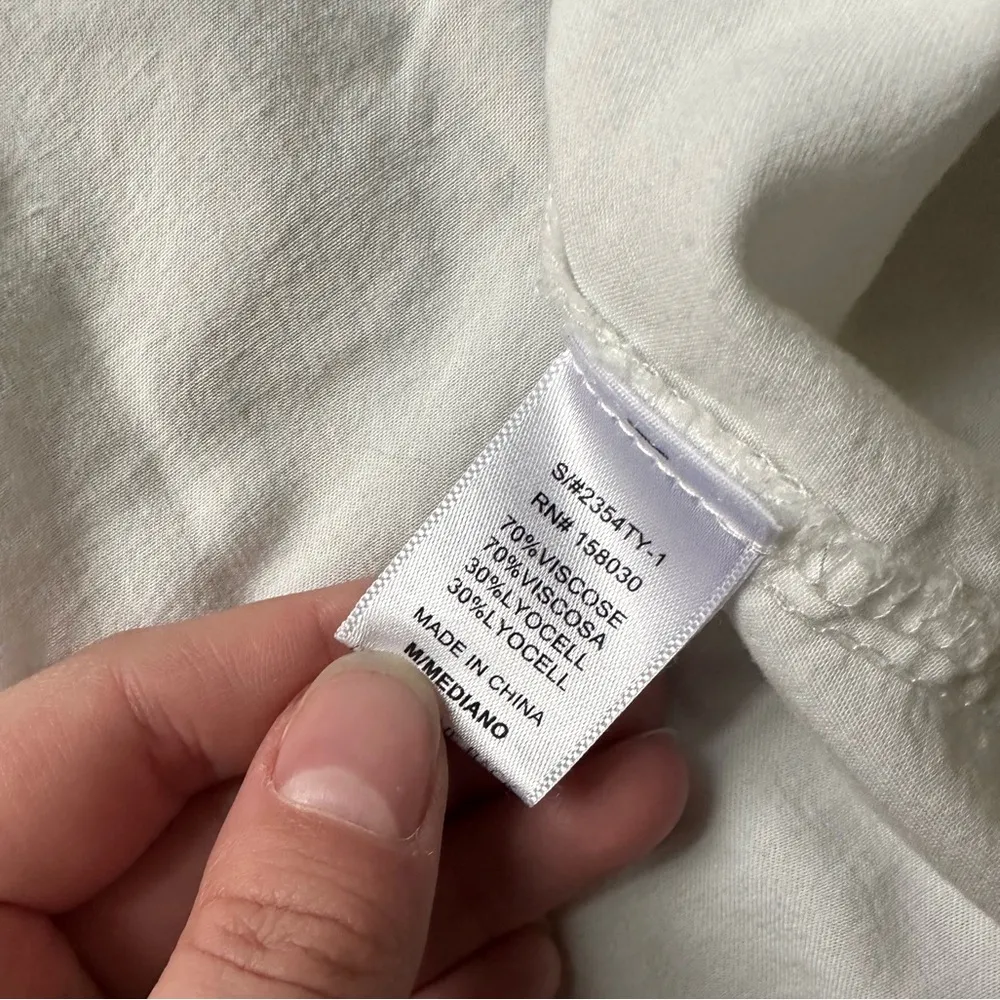 S/#2354TY-1
RN# 158030
70%VISCOSE
70%VISCOSA
30%LYOCELL
30%LYOCELL
MADE IN CHINA
M/MEDIANO